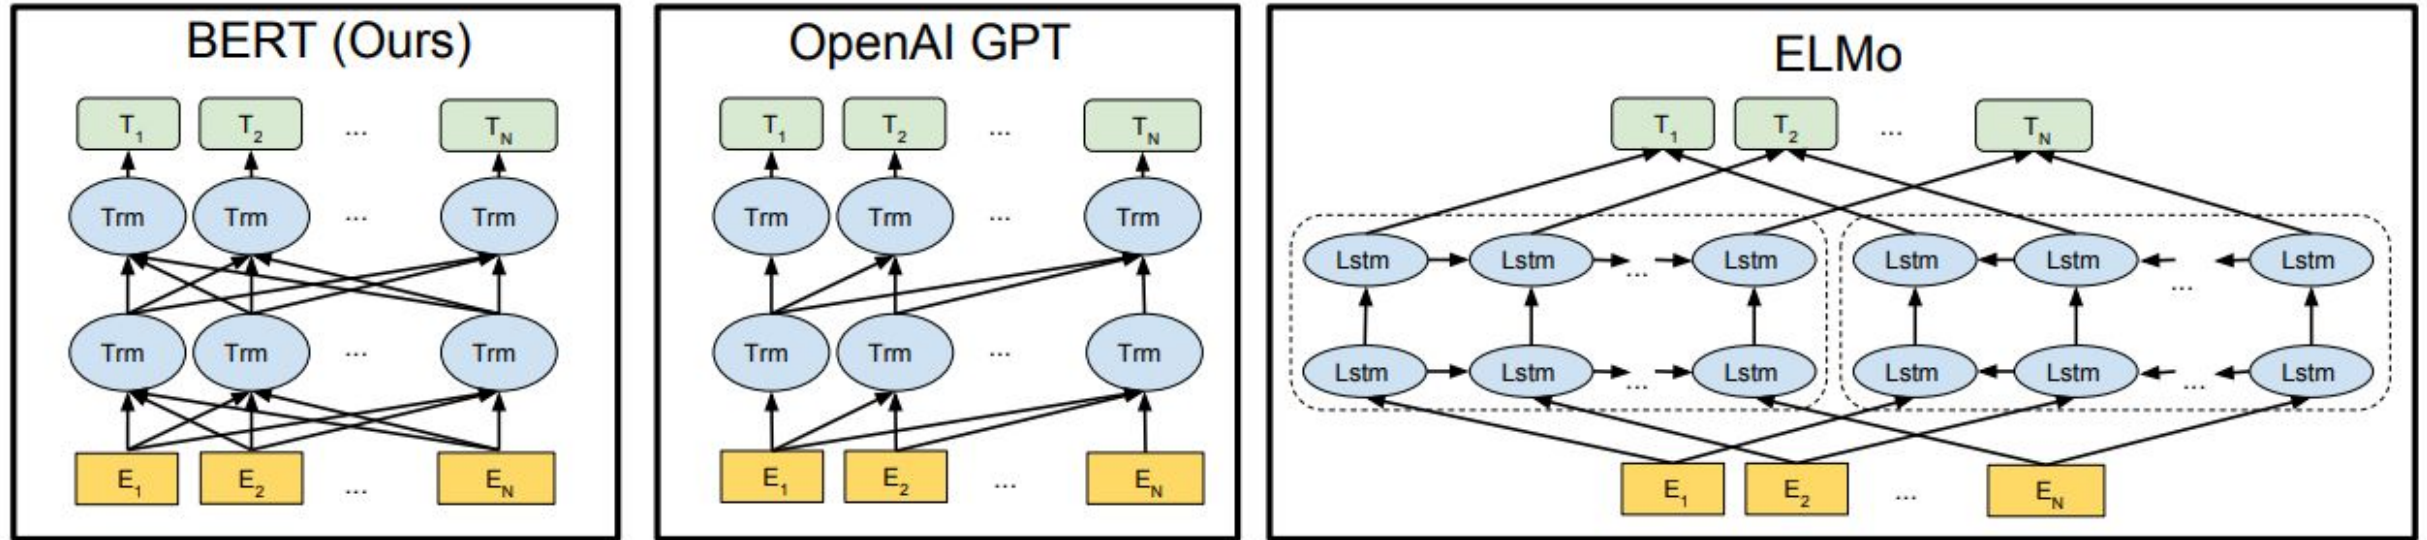 BERT (Ours)
T1 T2 ... TN
Trm Trm ... Trm
Trm Trm ... Trm
E1 E2 ... EN
OpenAI GPT
T1 T2 ... TN
Trm Trm ... Trm
Trm Trm ... Trm
E1 E2 ... EN
ELMo
T1 T2 ... TN
Lstm Lstm ... Lstm Lstm Lstm ... Lstm
Lstm Lstm ... Lstm Lstm Lstm ... Lstm
E1 E2 ... EN